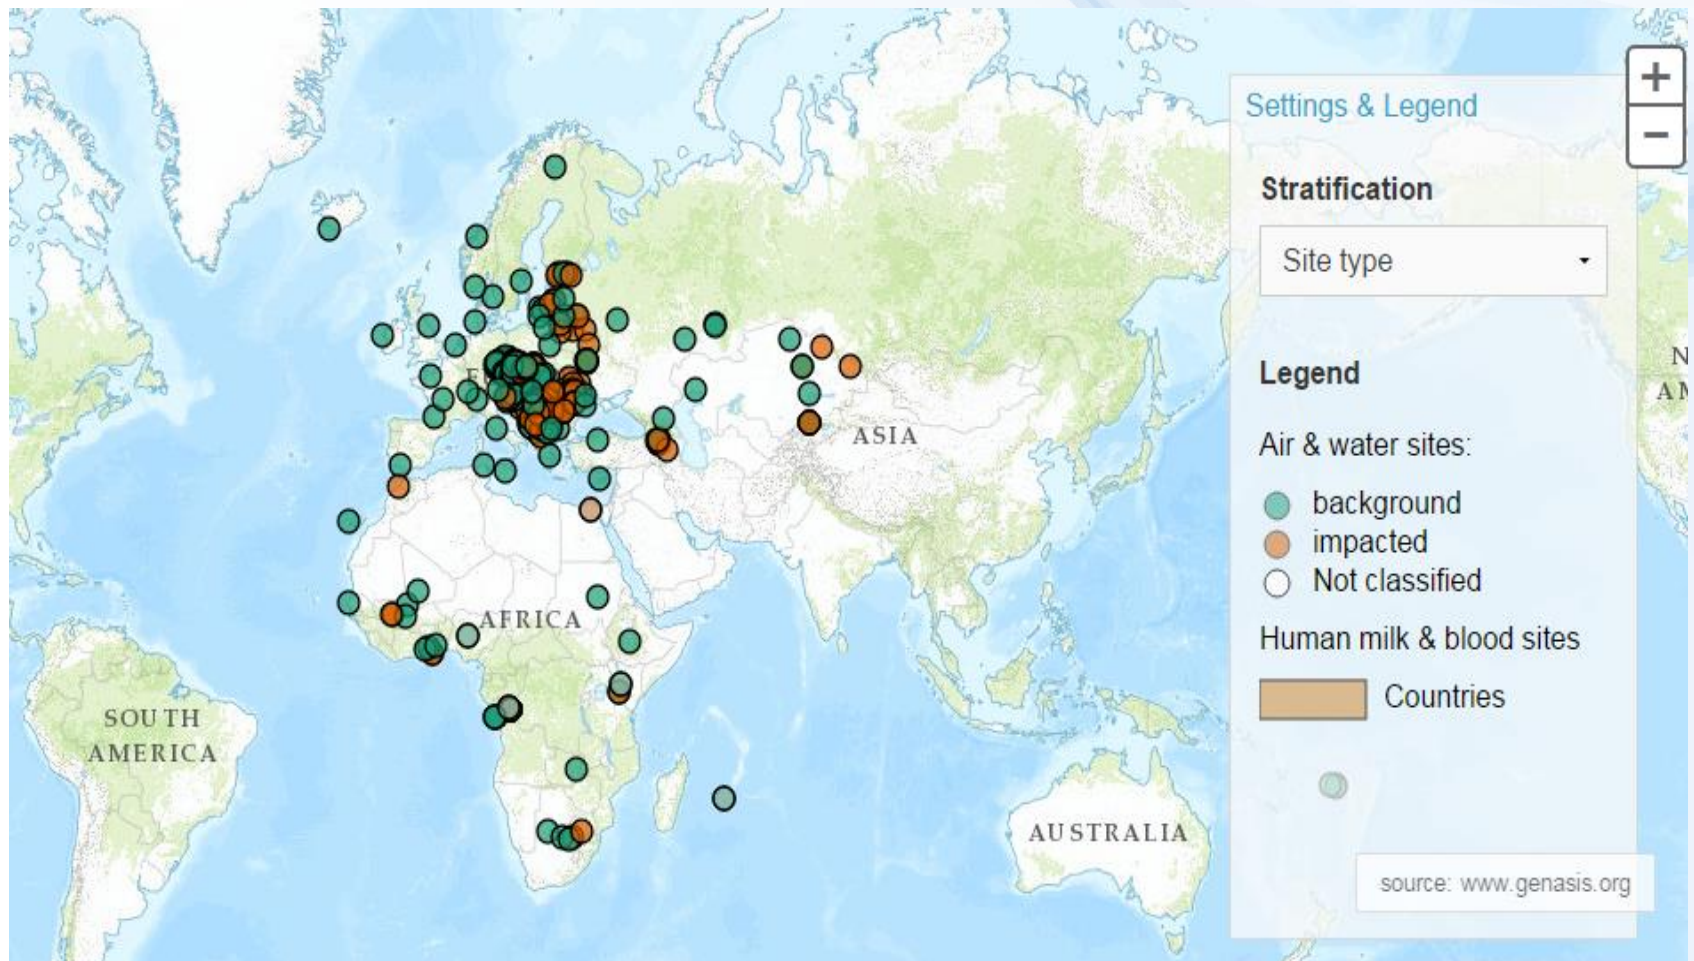 Settings & Legend
Stratification
Site type
Legend
Air & water sites:
background
impacted
Not classified
Human milk & blood sites
Countries
source: www.genasis.org
+
−
ASIA
AFRICA
SOUTH
AMERICA
AUSTRALIA
N
AM
E